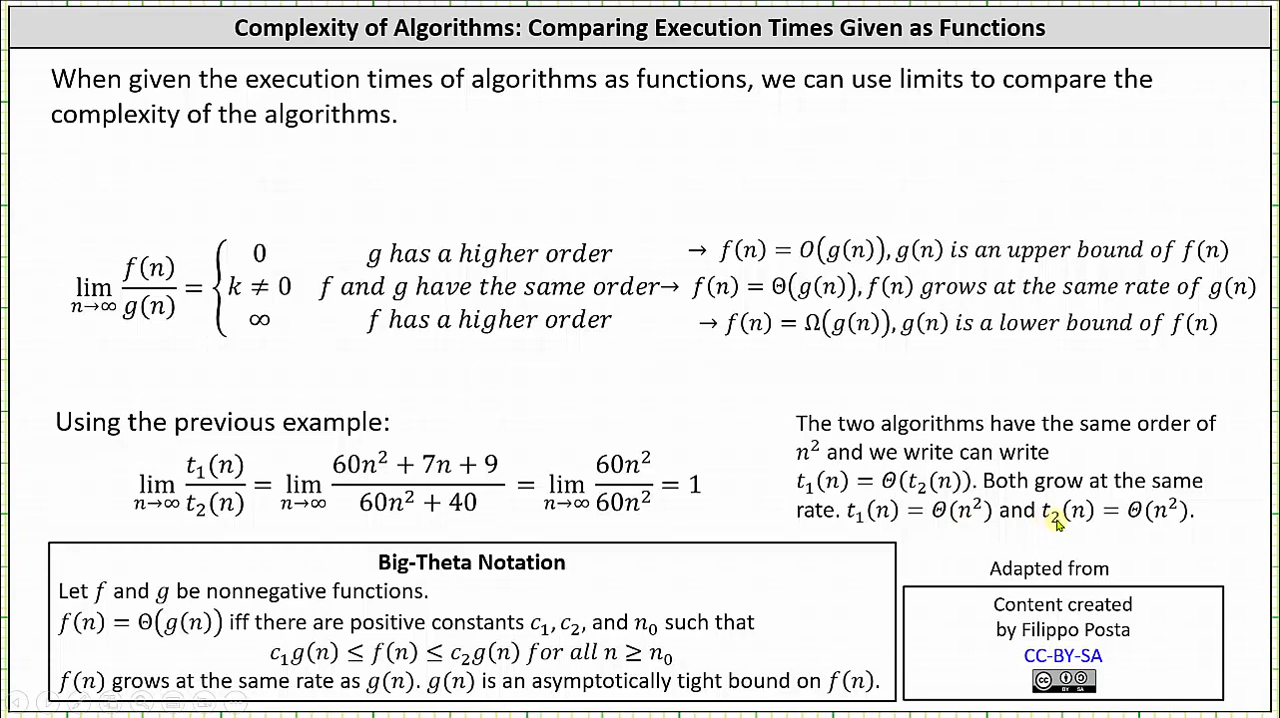 Complexity of Algorithms: Comparing Execution Times Given as Functions
When given the execution times of algorithms as functions, we can use limits to compare the
complexity of the algorithms.
lim n→∞ f(n)/g(n) = {
0 g has a higher order → f(n) = O(g(n)), g(n) is an upper bound of f(n)
k ≠ 0 f and g have the same order→ f(n) = Θ(g(n)), f(n) grows at the same rate of g(n)
∞ f has a higher order → f(n) = Ω(g(n)), g(n) is a lower bound of f(n)
Using the previous example:
lim n→∞ t₁(n)/t₂(n) = lim n→∞ (60n² + 7n + 9)/(60n² + 40) = lim n→∞ 60n²/60n² = 1
The two algorithms have the same order of
n² and we write can write
t₁(n) = Θ(t₂(n)). Both grow at the same
rate. t₁(n) = Θ(n²) and t₂(n) = Θ(n²).
Big-Theta Notation
Let f and g be nonnegative functions.
f(n) = Θ(g(n)) iff there are positive constants c₁, c₂, and n₀ such that
c₁g(n) ≤ f(n) ≤ c₂g(n) for all n ≥ n₀
f(n) grows at the same rate as g(n). g(n) is an asymptotically tight bound on f(n).
Adapted from
Content created
by Filippo Posta
CC-BY-SA
cc BY SA